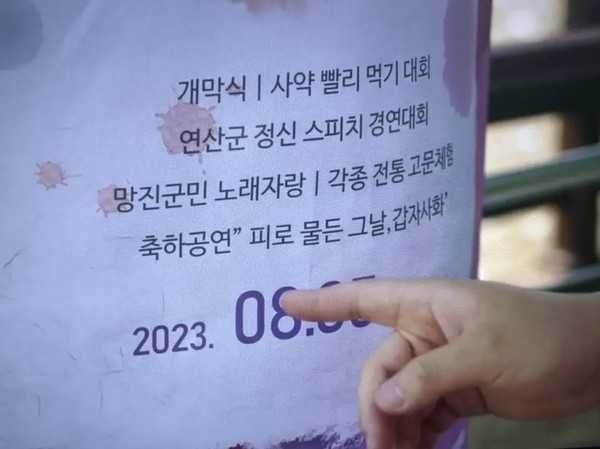 개막식 | 사약 빨리 먹기 대회
연산군 정신 스피치 경연대회
망진군민 노래자랑 | 각종 전통 고문체험
축하공연" 피로 물든 그날, 갑자사화"
2023. 08.05